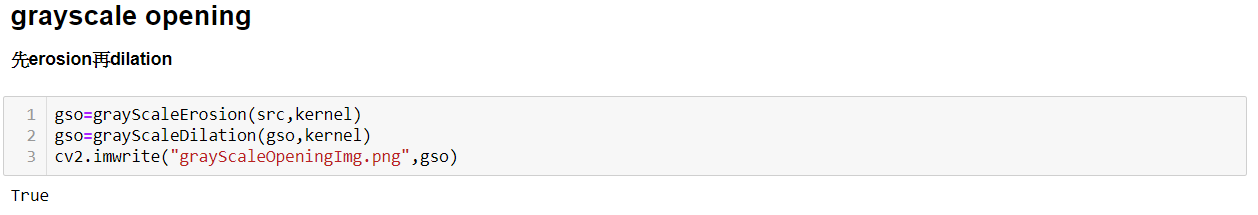 grayscale opening
先erosion再dilation
1 gso=grayScaleErosion(src,kernel)
2 gso=grayScaleDilation(gso,kernel)
3 cv2.imwrite("grayScaleOpeningImg.png",gso)
True